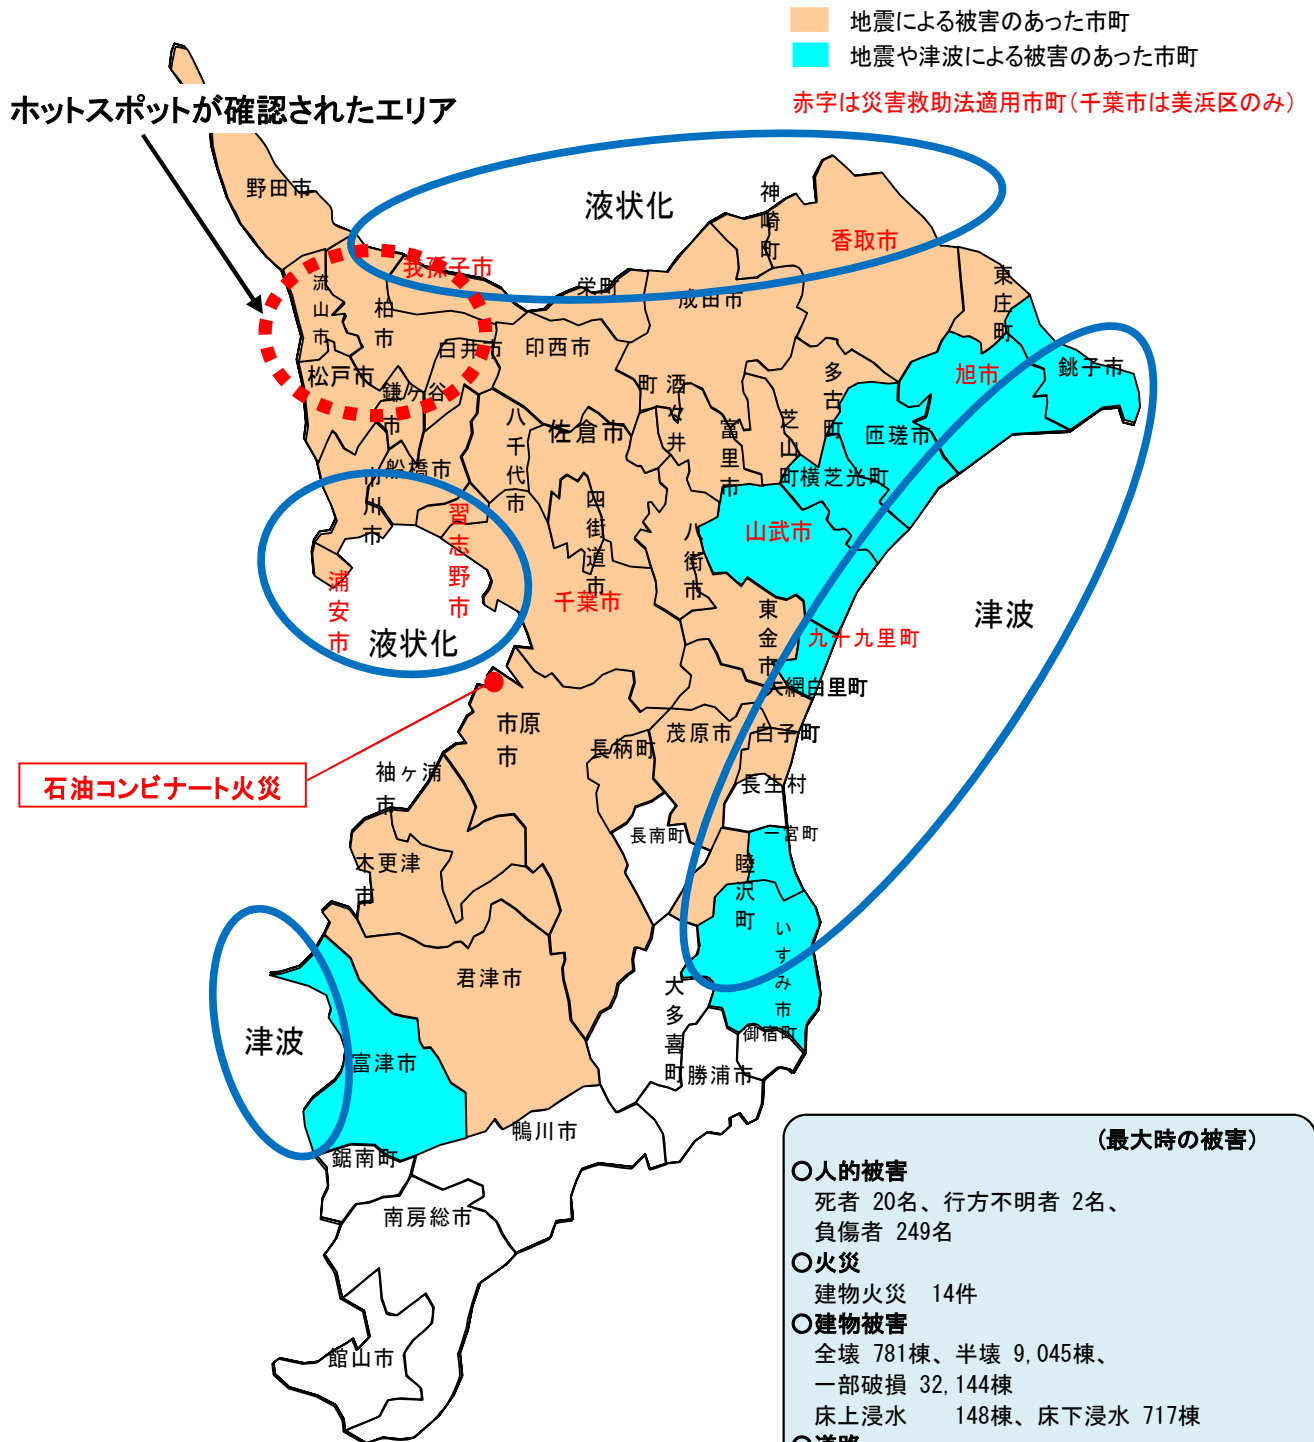 地震による被害のあった市町
地震や津波による被害のあった市町
赤字は災害救助法適用市町(千葉市は美浜区のみ)
ホットスポットが確認されたエリア
野田市
液状化
神崎町
香取市
我孫子市
流山市
柏市
栄町
成田市
東庄町
白井市
印西市
松戸市
鎌ヶ谷市
酒々井町
多古町
旭市
銚子市
八千代市
佐倉市
富里市
芝山町
匝瑳市
船橋市
市川市
横芝光町
習志野市
四街道市
八街市
山武市
浦安市
千葉市
東金市
九十九里町
津波
液状化
大網白里町
市原市
長柄町
茂原市
白子町
石油コンビナート火災
袖ヶ浦市
長生村
長南町
一宮町
木更津市
睦沢町
いすみ市
君津市
大多喜町
御宿町
津波
富津市
勝浦市
鴨川市
鋸南町
南房総市
館山市
(最大時の被害)
○人的被害
死者 20名、行方不明者 2名、
負傷者 249名
○火災
建物火災 14件
○建物被害
全壊 781棟、半壊 9,045棟、
一部破損 32,144棟
床上浸水 148棟、床下浸水 717棟
○道路